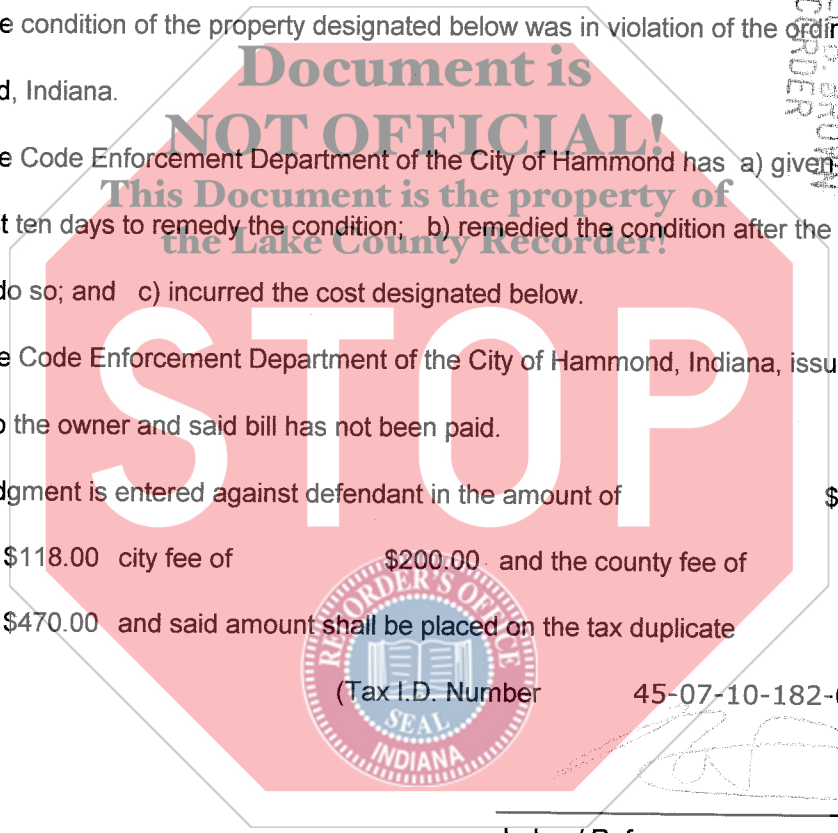 e condition of the property designated below was in violation of the ordin
Document is
d, Indiana.
NOT OFFICIAL!
e Code Enforcement Department of the City of Hammond has a) given
This Document is the property of
t ten days to remedy the condition; b) remedied the condition after the
the Lake County Recorder!
do so; and c) incurred the cost designated below.
STOP
e Code Enforcement Department of the City of Hammond, Indiana, issu
o the owner and said bill has not been paid.
dgment is entered against defendant in the amount of $
$118.00 city fee of $200.00 and the county fee of
$470.00 and said amount shall be placed on the tax duplicate
RECORDER'S OFFICE
(Tax I.D. Number 45-07-10-182-
SEAL
INDIANA